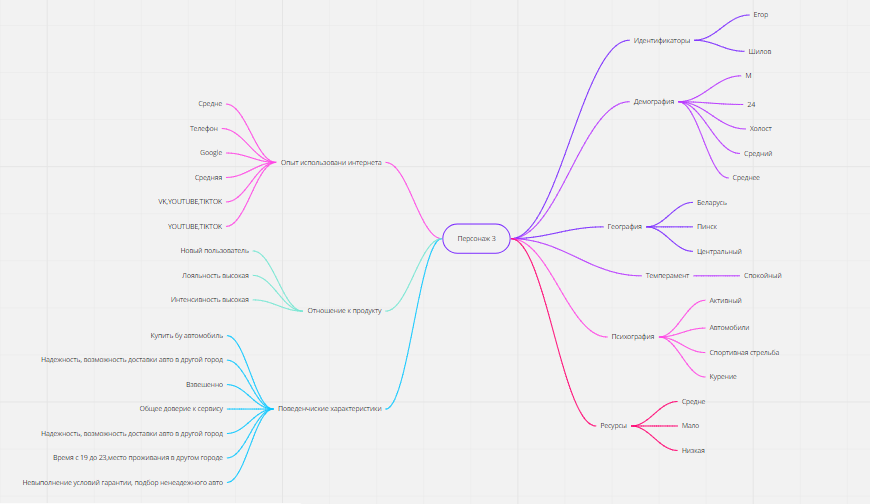 Персонаж 3
Идентификаторы
Егор
Шилов
Демография
М
24
Холост
Средний
Среднее
География
Беларусь
Пинск
Центральный
Темперамент
Спокойный
Психография
Активный
Автомобили
Спортивная стрельба
Курение
Ресурсы
Средне
Мало
Низкая
Опыт использовани интернета
Средне
Телефон
Google
Средняя
VK,YOUTUBE,TIKTOK
YOUTUBE,TIKTOK
Отношение к продукту
Новый пользователь
Лояльность высокая
Интенсивность высокая
Поведенчиские характеристики
Купить бу автомобиль
Надежность, возможность доставки авто в другой город
Взвешенно
Общее доверие к сервису
Надежность, возможность доставки авто в другой город
Время с 19 до 23,место проживания в другом городе
Невыполнение условий гарантии, подбор ненеадежного авто